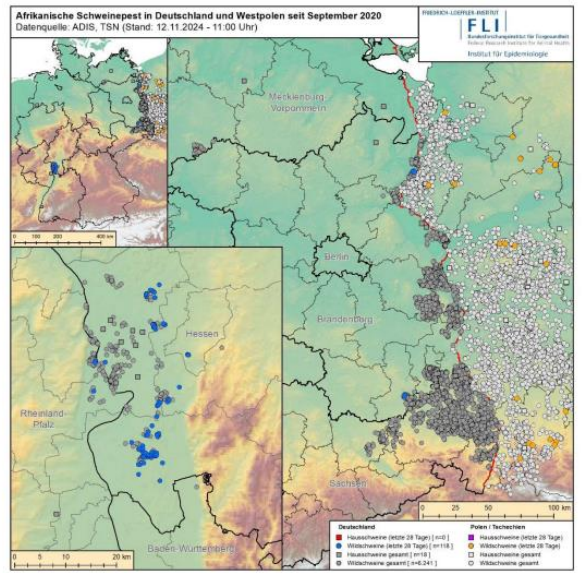 Afrikanische Schweinepest in Deutschland und Westpolen seit September 2020
Datenquelle: ADIS, TSN (Stand: 12.11.2024 - 11:00 Uhr)
FRIEDRICH-LOEFFLER-INSTITUT
FLI
Bundesforschungsinstitut für Tiergesundheit
Federal Research Institute for Animal Health
Institut für Epidemiologie
Mecklenburg-
Vorpommern
0 100 200 400 km
Berlin
Brandenburg
Hessen
Rheinland-
Pfalz
Sachsen
Baden-Württemberg
0 5 10 20 km
0 25 50 100 km
Deutschland
Hausschweine (letzte 28 Tage) [ n=0 ]
Wildschweine (letzte 28 Tage) [ n=118 ]
Hausschweine gesamt [ n=18 ]
Wildschweine gesamt [ n=6.241 ]
Polen / Tschechien
Hausschweine (letzte 28 Tage)
Wildschweine (letzte 28 Tage)
Hausschweine gesamt
Wildschweine gesamt